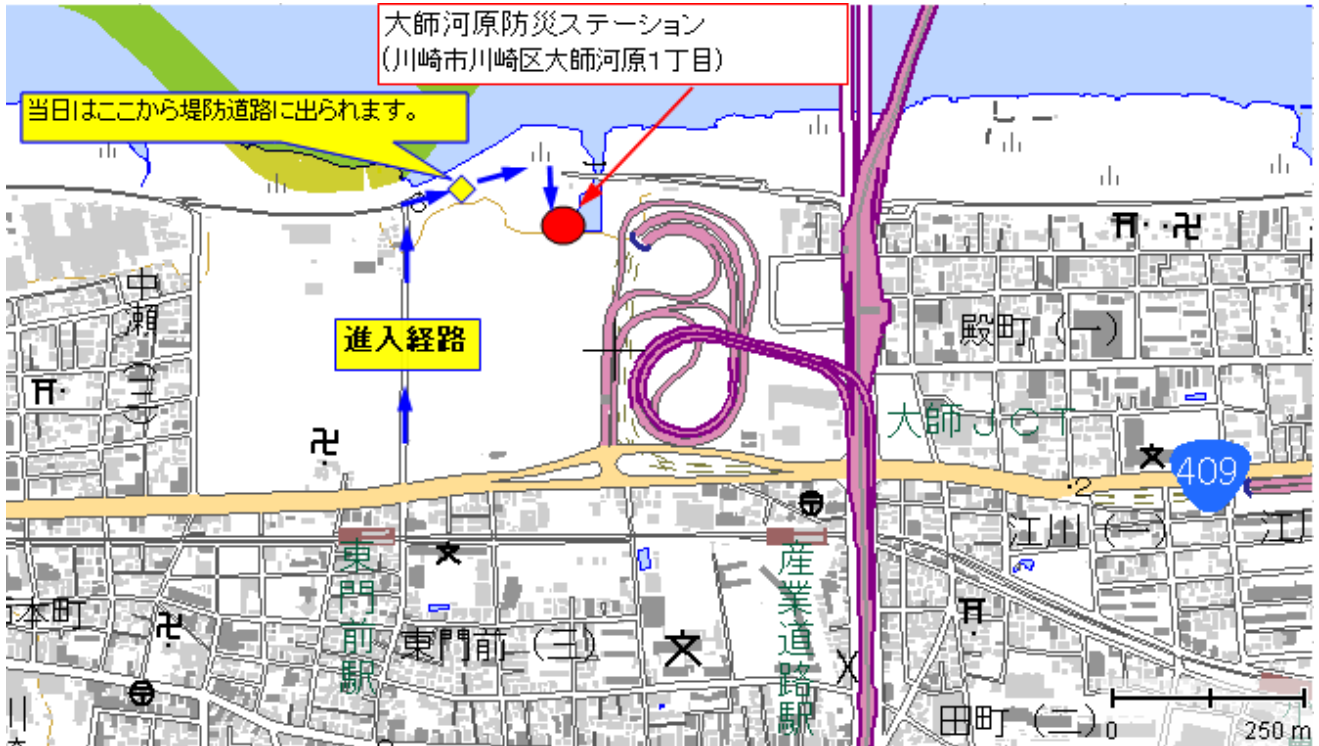 大師河原防災ステーション
(川崎市川崎区大師河原1丁目)
当日はここから堤防道路に出られます。
進入経路
中瀬(三)
殿町(一)
大師JCT
409
2
江川(一)
東門前駅
産業道路駅
本町
東門前(三)
田町(二)
0 250 m